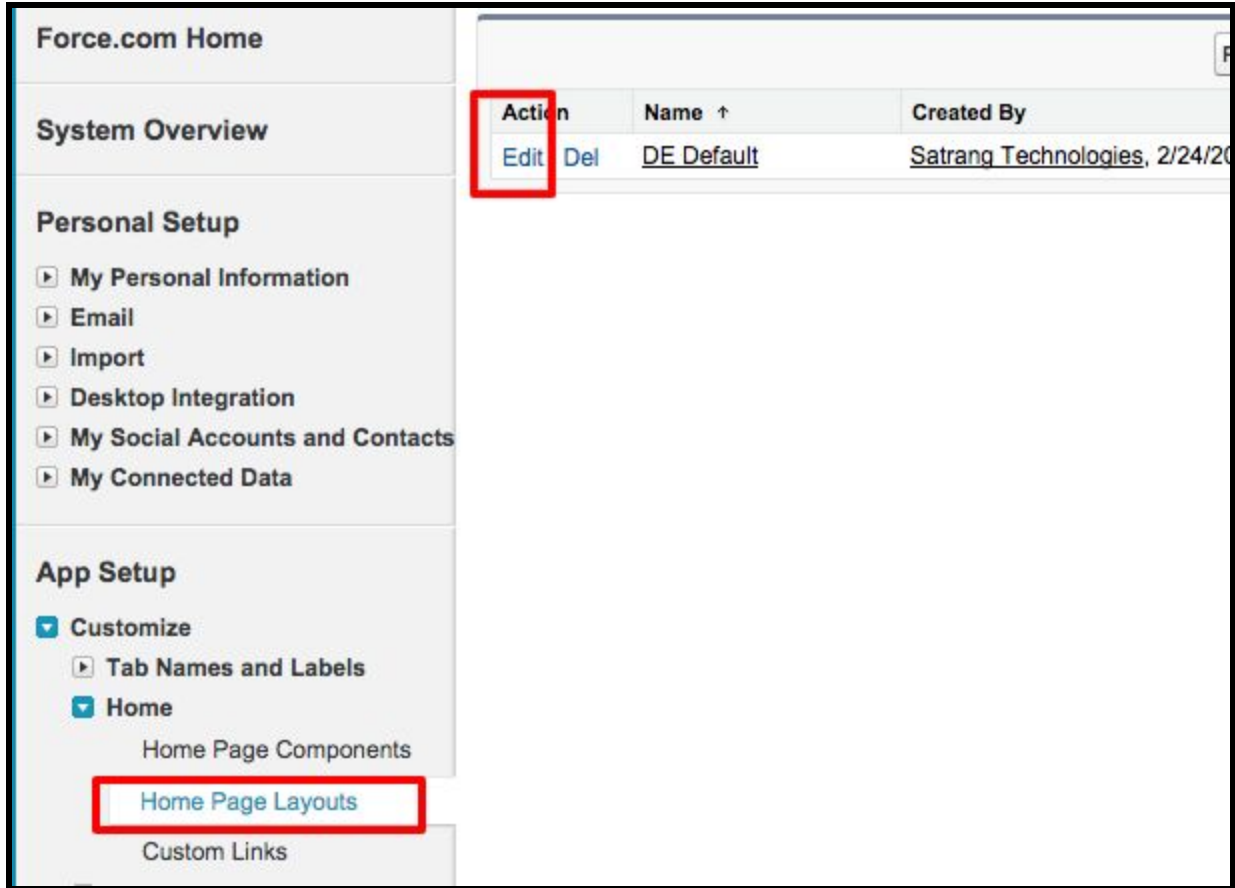 Force.com Home
System Overview
Personal Setup
My Personal Information
Email
Import
Desktop Integration
My Social Accounts and Contacts
My Connected Data
App Setup
Customize
Tab Names and Labels
Home
Home Page Components
Home Page Layouts
Custom Links
Action Name ↑ Created By
Edit Del DE Default Satrang Technologies, 2/24/20